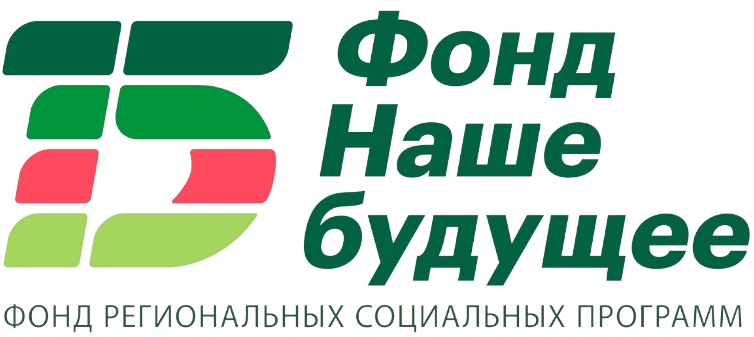 Фонд
Наше
будущее
ФОНД РЕГИОНАЛЬНЫХ СОЦИАЛЬНЫХ ПРОГРАММ